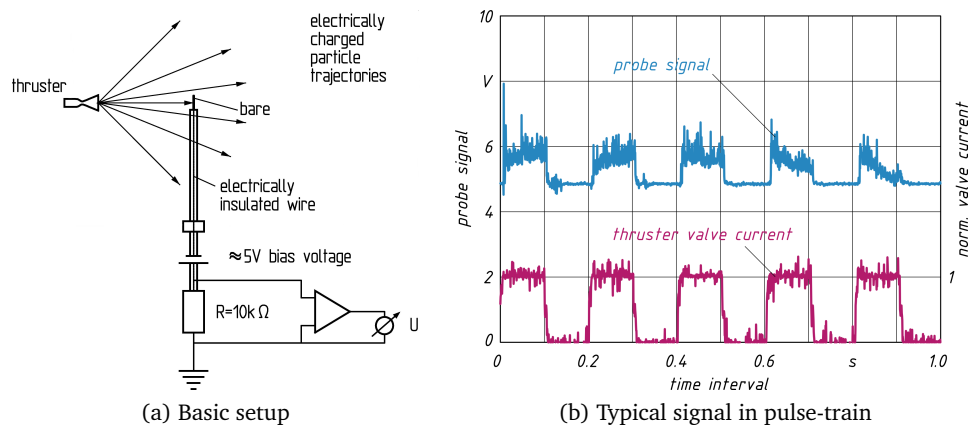 electrically
charged
particle
trajectories
thruster
bare
electrically
insulated wire
≈5V bias voltage
R=10k Ω
U
(a) Basic setup
10
V
6
4
2
0
probe signal
probe signal
thruster valve current
norm. valve current
1
0
0.2
0.4
0.6
s
1.0
time interval
(b) Typical signal in pulse-train